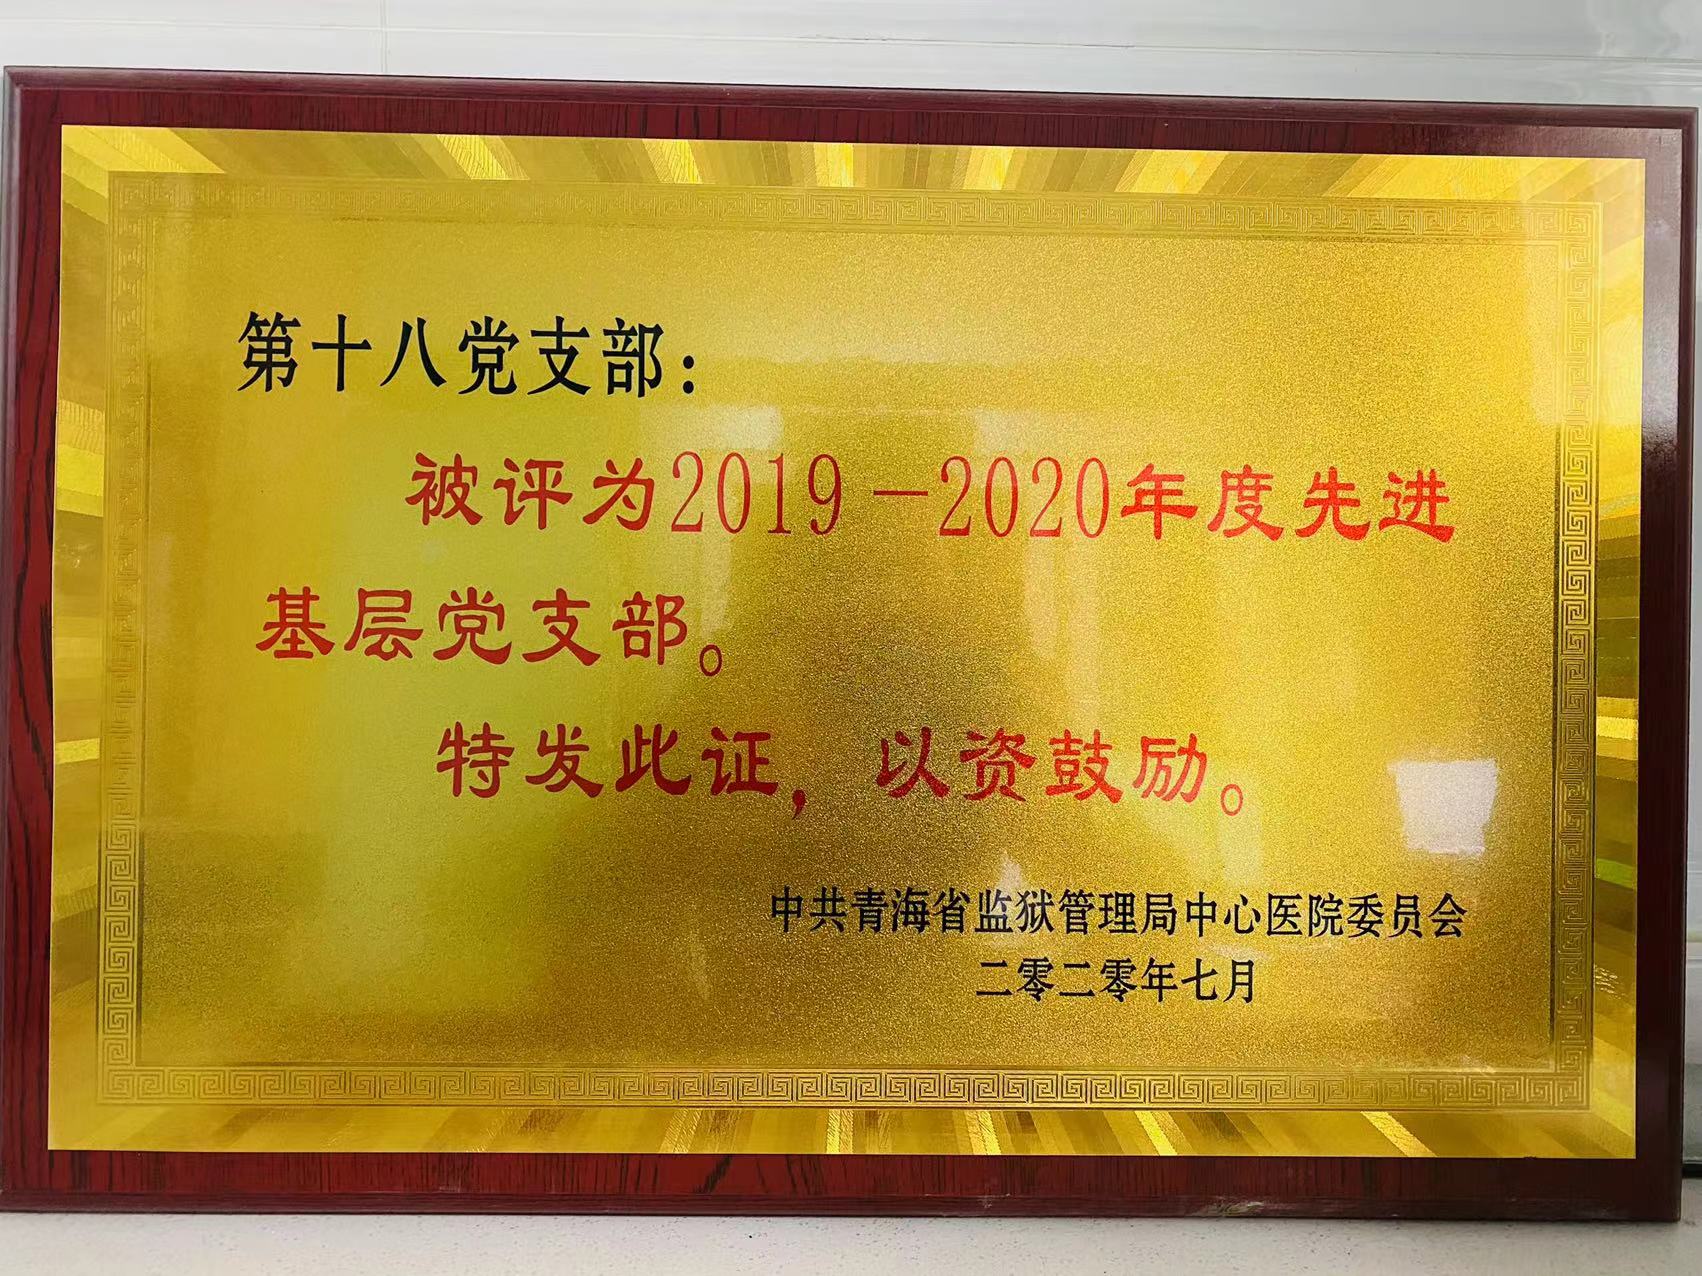 第十八党支部：
被评为2019－2020年度先进
基层党支部。
特发此证，以资鼓励。
中共青海省监狱管理局中心医院委员会
二零二零年七月